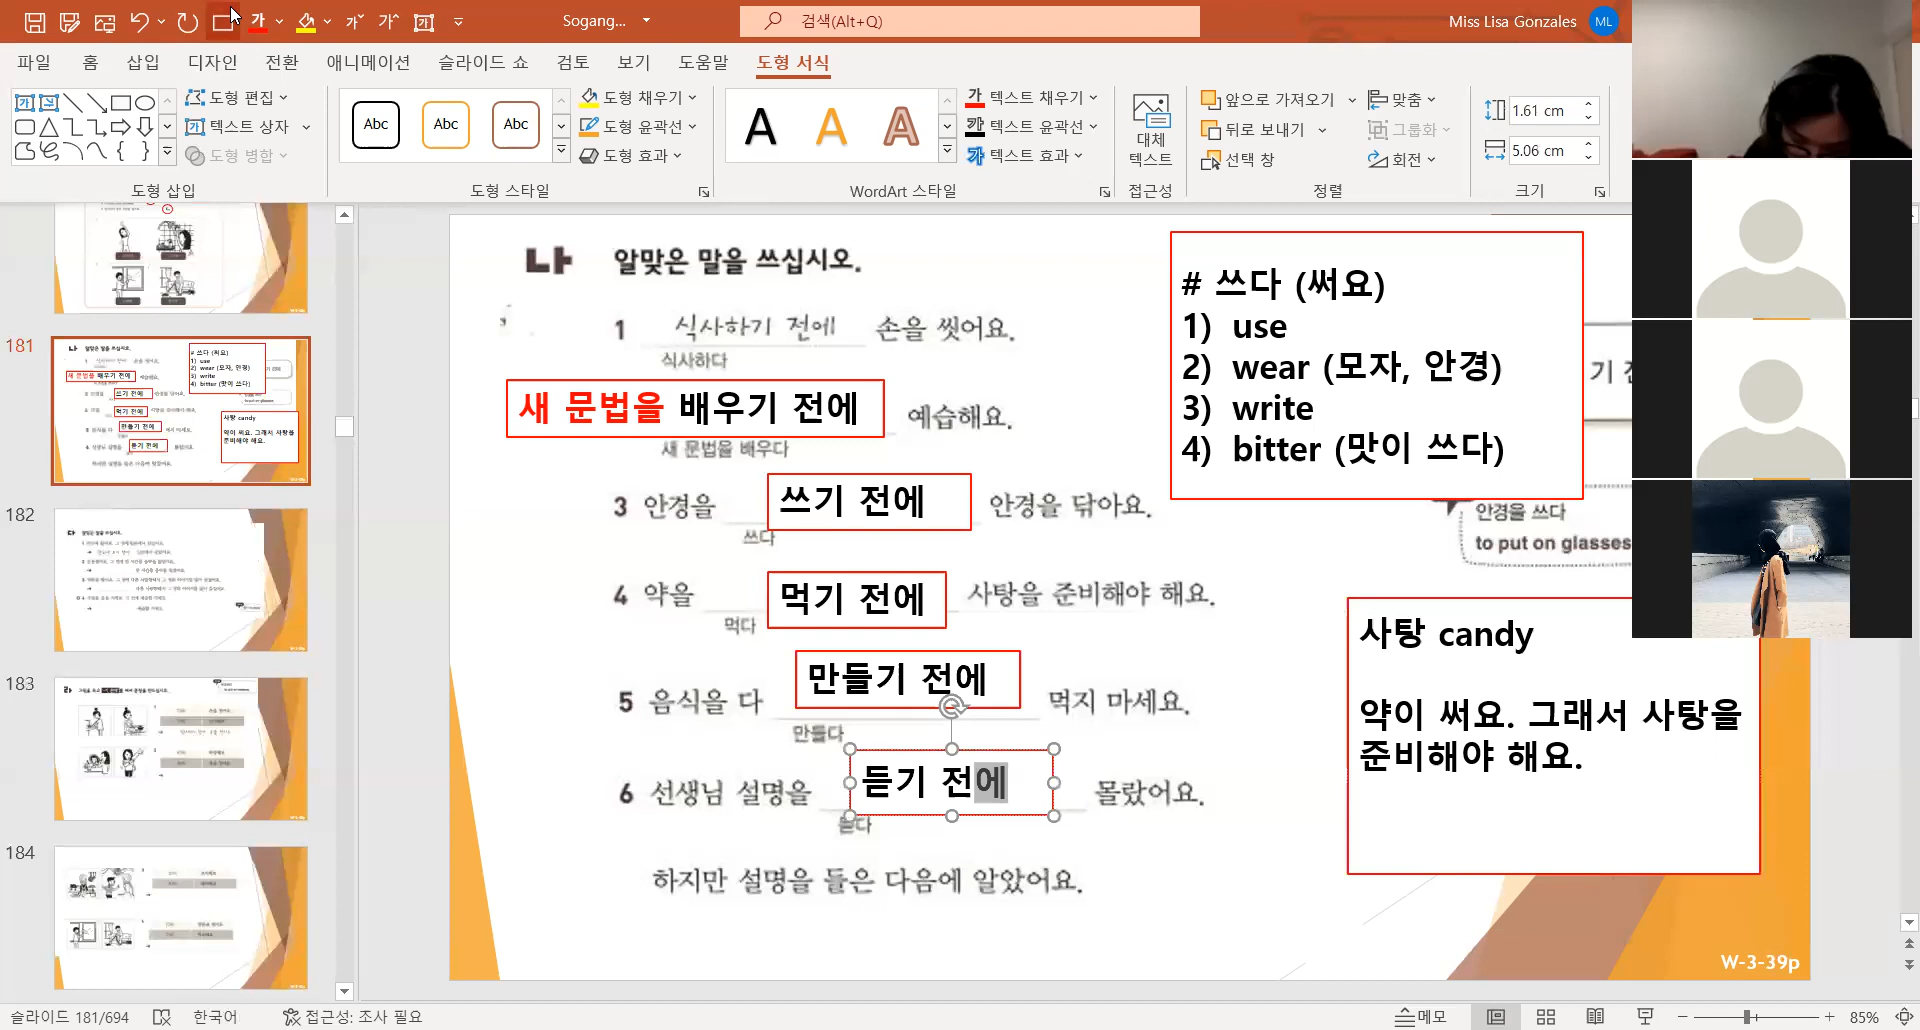 Sogang...
검색(Alt+Q)
Miss Lisa Gonzales
ML
파일 홈 삽입 디자인 전환 애니메이션 슬라이드 쇼 검토 보기 도움말 도형 서식
도형 편집
텍스트 상자
도형 병합
도형 삽입
Abc Abc Abc
도형 채우기
도형 윤곽선
도형 효과
도형 스타일
A A A
텍스트 채우기
텍스트 윤곽선
텍스트 효과
WordArt 스타일
대체
텍스트
접근성
앞으로 가져오기
뒤로 보내기
선택 창
맞춤
그룹화
회전
정렬
1.61 cm
5.06 cm
크기
181
182
183
184
나 알맞은 말을 쓰십시오.
1 식사하기 전에 손을 씻어요.
식사하다
새 문법을 배우기 전에 예습해요.
새 문법을 배우다
3 안경을 쓰기 전에 안경을 닦아요.
쓰다
4 약을 먹기 전에 사탕을 준비해야 해요.
먹다
5 음식을 다 만들기 전에 먹지 마세요.
만들다
6 선생님 설명을 듣기 전에 몰랐어요.
듣다
하지만 설명을 들은 다음에 알았어요.
# 쓰다 (써요)
1) use
2) wear (모자, 안경)
3) write
4) bitter (맛이 쓰다)
안경을 쓰다
to put on glasses
사탕 candy
약이 써요. 그래서 사탕을
준비해야 해요.
W-3-39p
슬라이드 181/694
한국어
접근성: 조사 필요
메모
85%